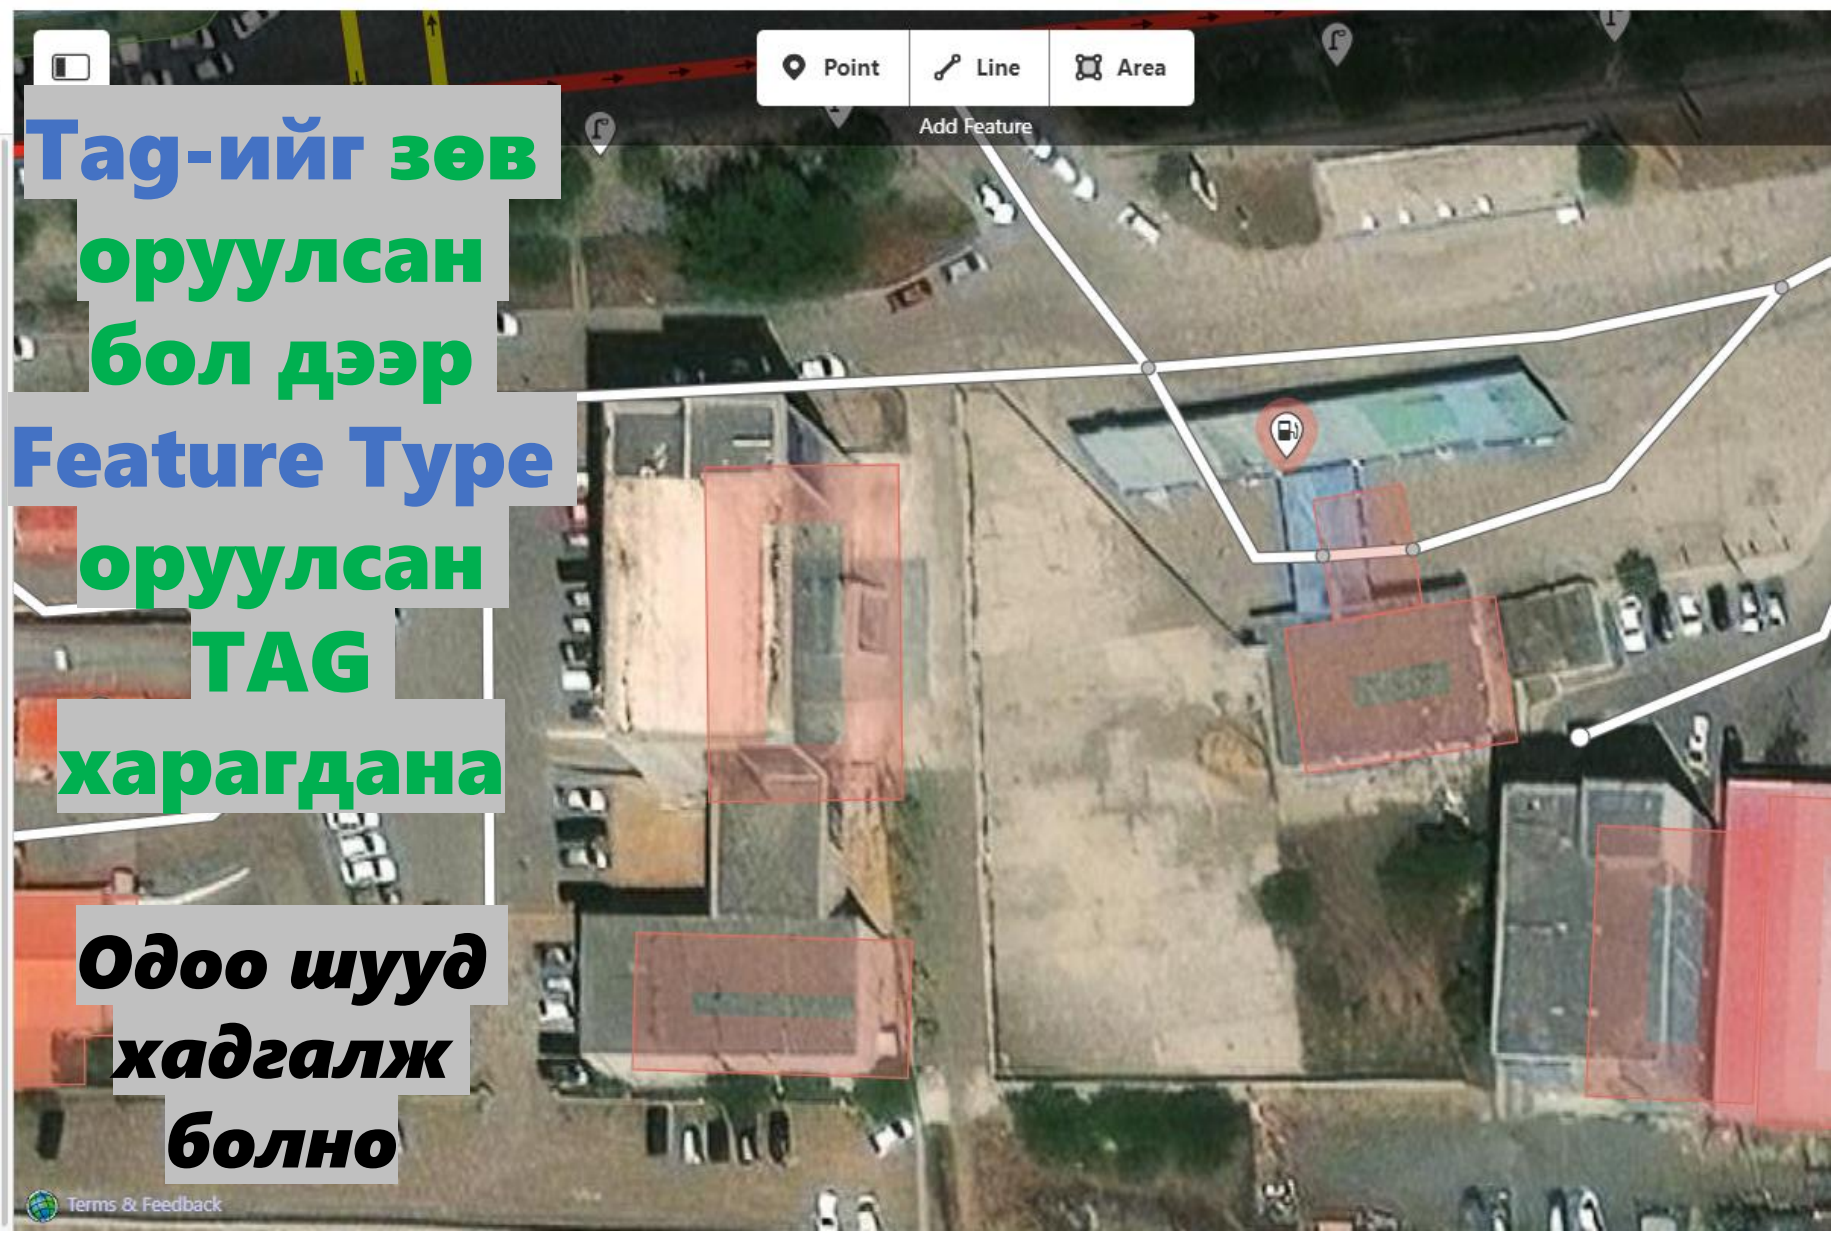 Point
Line
Area
Add Feature
Tag-ийг зөв
оруулсан
бол дээр
Feature Type
оруулсан
TAG
харагдана
Одоо шууд
хадгалж
болно
Terms & Feedback